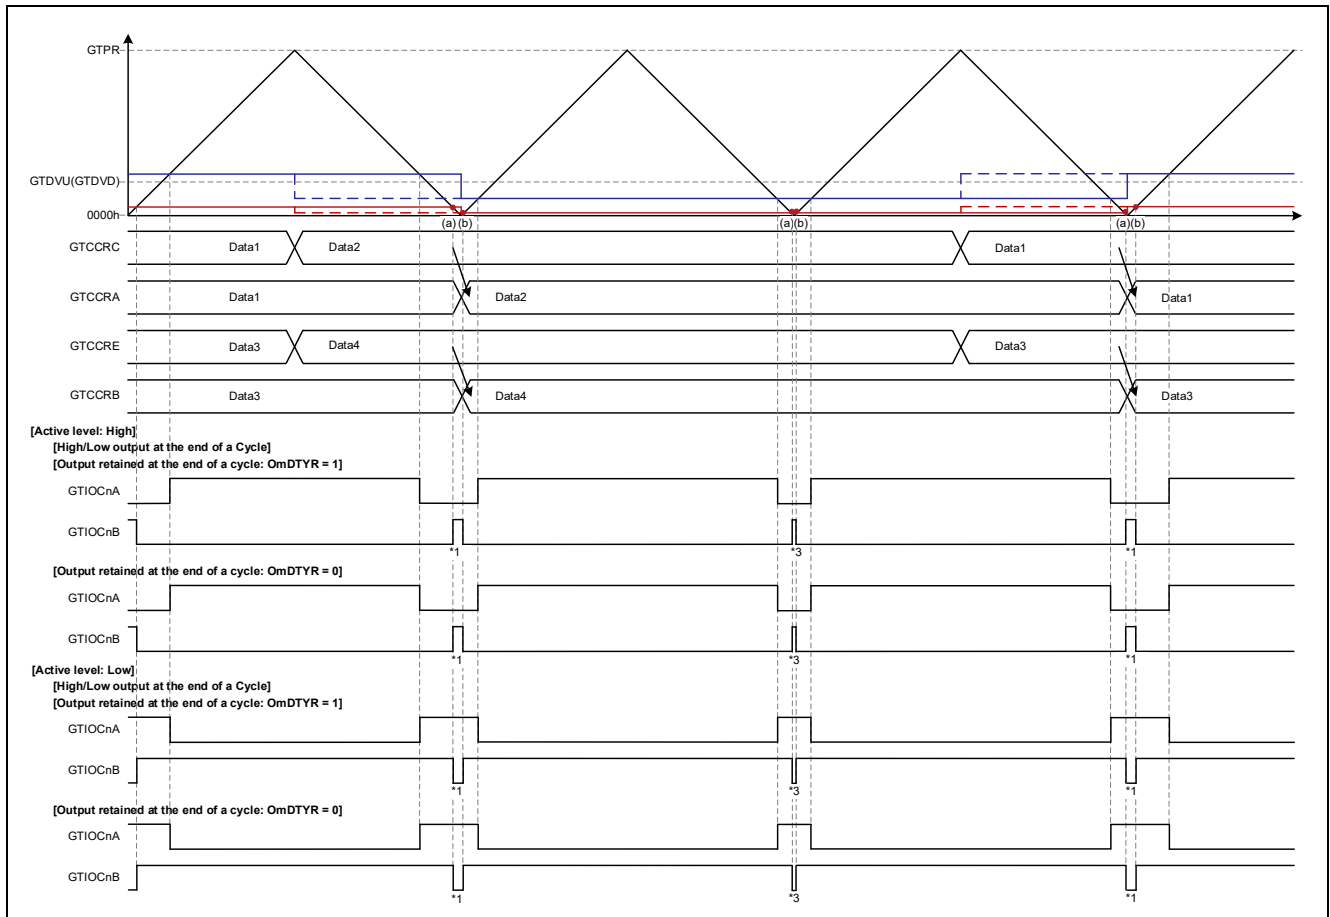 GTPR
GTDVU(GTDVD)
0000h
(a) (b) (a)(b) (a)(b)
GTCCRC Data1 Data2 Data1
GTCCRA Data1 Data2 Data1
GTCCRE Data3 Data4 Data3
GTCCRB Data3 Data4 Data3
[Active level: High]
[High/Low output at the end of a Cycle]
[Output retained at the end of a cycle: OmDTYR = 1]
GTIOCnA
GTIOCnB
*1 *3 *1
[Output retained at the end of a cycle: OmDTYR = 0]
GTIOCnA
GTIOCnB
*1 *3 *1
[Active level: Low]
[High/Low output at the end of a Cycle]
[Output retained at the end of a cycle: OmDTYR = 1]
GTIOCnA
GTIOCnB
*1 *3 *1
[Output retained at the end of a cycle: OmDTYR = 0]
GTIOCnA
GTIOCnB
*1 *3 *1